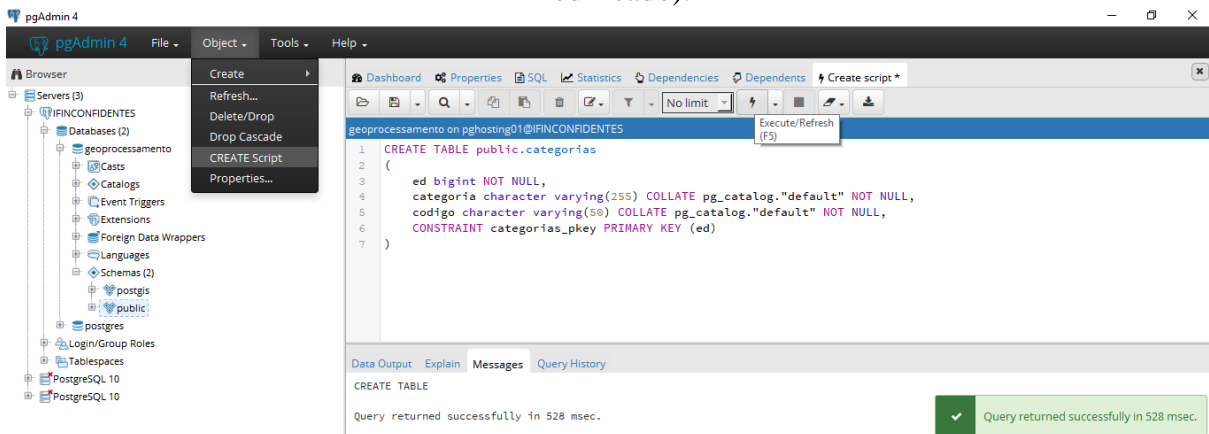 pgAdmin 4
pgAdmin 4 File Object Tools Help
Browser
Servers (3)
IFINCONFIDENTES
Databases (2)
geoprocessamento
Casts
Catalogs
Event Triggers
Extensions
Foreign Data Wrappers
Languages
Schemas (2)
postgis
public
postgres
Login/Group Roles
Tablespaces
PostgreSQL 10
PostgreSQL 10
Create
Refresh...
Delete/Drop
Drop Cascade
CREATE Script
Properties...
Dashboard Properties SQL Statistics Dependencies Dependents Create script *
No limit
Execute/Refresh
(F5)
geoprocessamento on pghosting01@IFINCONFIDENTES
1 CREATE TABLE public.categorias
2 (
3 ed bigint NOT NULL,
4 categoria character varying(255) COLLATE pg_catalog."default" NOT NULL,
5 codigo character varying(50) COLLATE pg_catalog."default" NOT NULL,
6 CONSTRAINT categorias_pkey PRIMARY KEY (ed)
7 )
Data Output Explain Messages Query History
CREATE TABLE
Query returned successfully in 528 msec.
Query returned successfully in 528 msec.